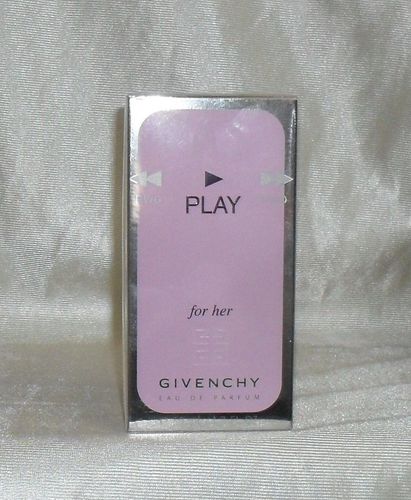 PLAY
for her
GIVENCHY
EAU DE PARFUM